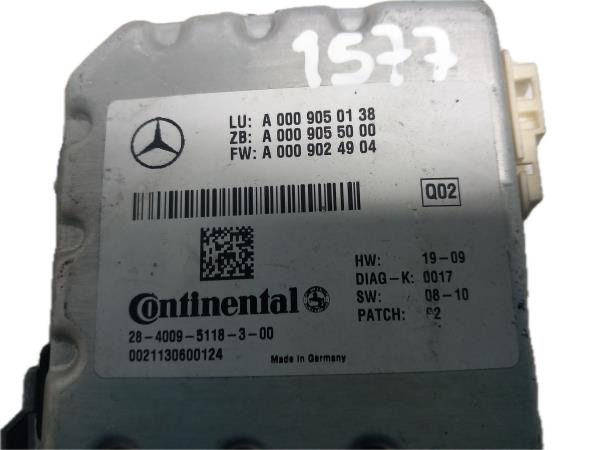 1577
LU: A 000 905 01 38
ZB: A 000 905 50 00
FW: A 000 902 49 04
Q02
HW: 19-09
DIAG-K: 0017
SW: 08-10
PATCH:
Continental
28-4009-5118-3-00
0021130600124
Made in Germany